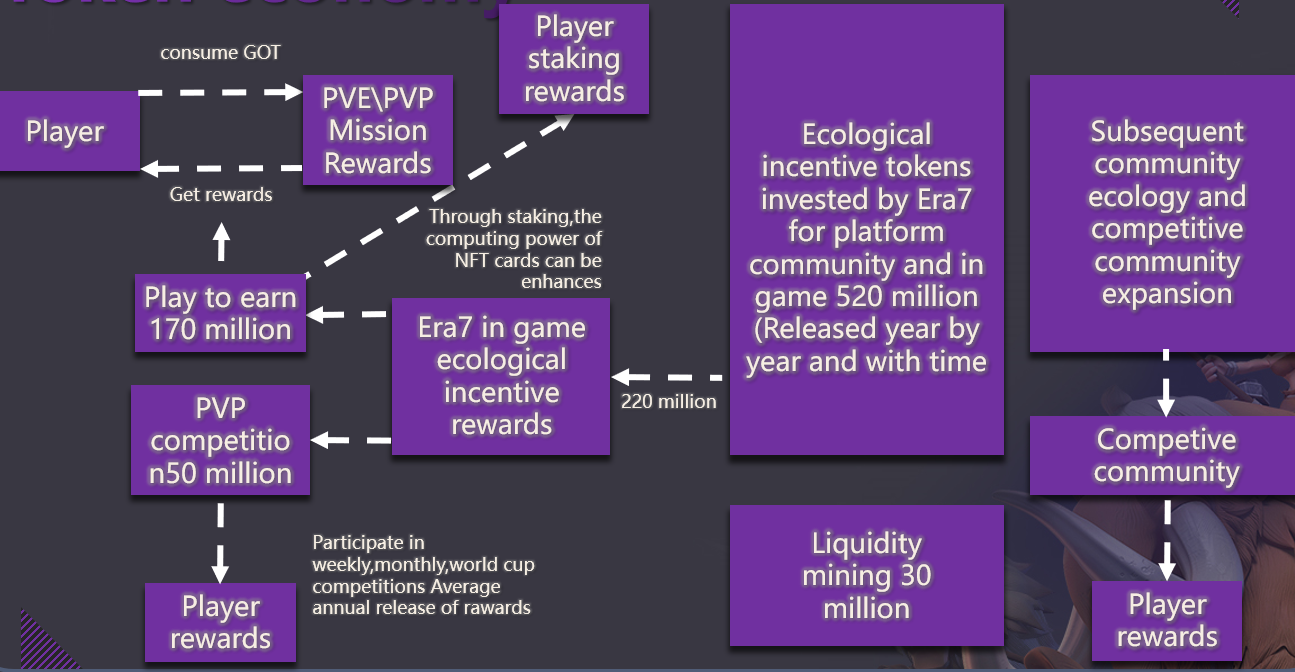 Token economy
consume GOT
Player
PVE\PVP
Mission
Rewards
Get rewards
Player
staking
rewards
Through staking,the
computing power of
NFT cards can be
enhances
Play to earn
170 million
Era7 in game
ecological
incentive
rewards
220 million
PVP
competitio
n50 million
Participate in
weekly,monthly,world cup
competitions Average
annual release of rawards
Player
rewards
Ecological
incentive tokens
invested by Era7
for platform
community and in
game 520 million
(Released year by
year and with time
Liquidity
mining 30
million
Subsequent
community
ecology and
competitive
community
expansion
Competive
community
Player
rewards